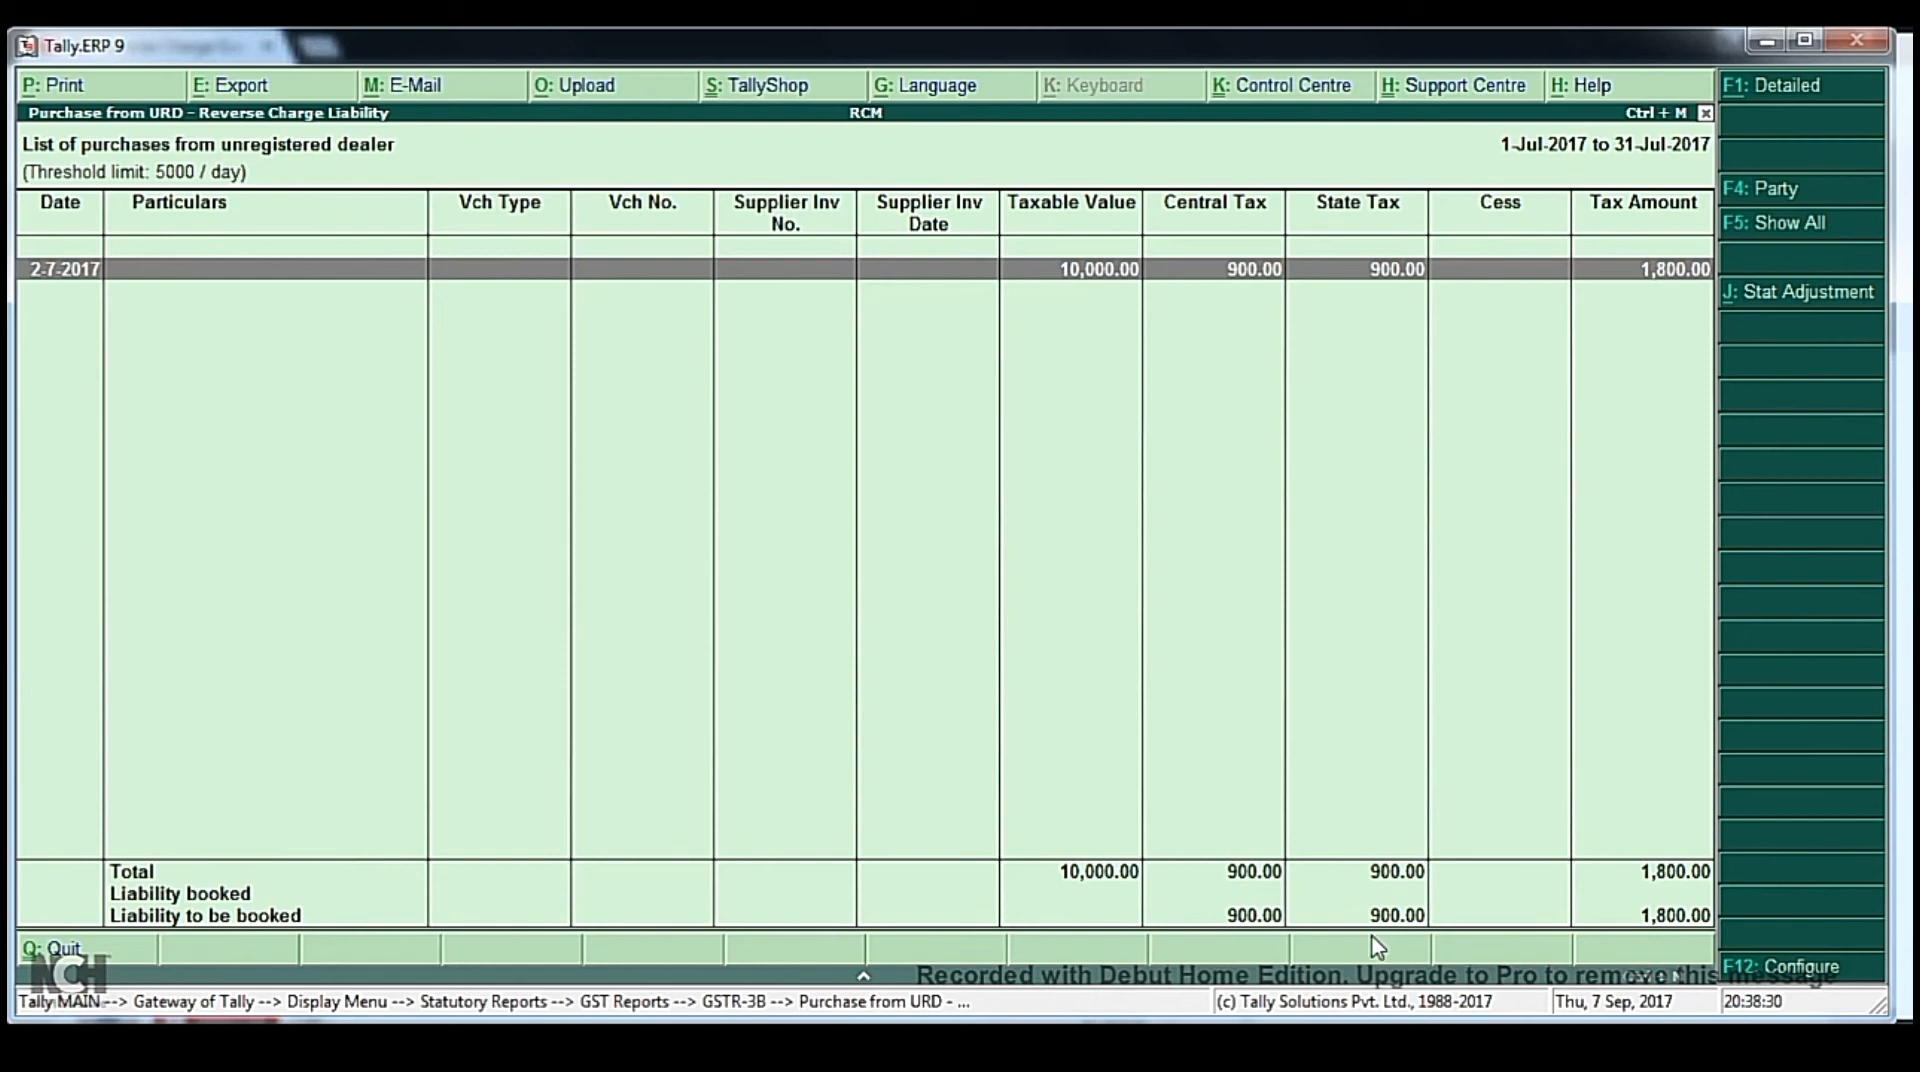 Tally.ERP 9
P: Print E: Export M: E-Mail O: Upload S: TallyShop G: Language K: Keyboard K: Control Centre H: Support Centre H: Help F1: Detailed
Purchase from URD - Reverse Charge Liability RCM Ctrl + M
List of purchases from unregistered dealer 1-Jul-2017 to 31-Jul-2017
(Threshold limit: 5000 / day)
F4: Party
Date Particulars Vch Type Vch No. Supplier Inv Supplier Inv Taxable Value Central Tax State Tax Cess Tax Amount
No. Date
F5: Show All
2-7-2017 10,000.00 900.00 900.00 1,800.00
J: Stat Adjustment
Total 10,000.00 900.00 900.00 1,800.00
Liability booked
Liability to be booked 900.00 900.00 1,800.00
Q: Quit
NCH
Recorded with Debut Home Edition. Upgrade to Pro to remove this message
F12: Configure
Tally MAIN --> Gateway of Tally --> Display Menu --> Statutory Reports --> GST Reports --> GSTR-3B --> Purchase from URD - ... (c) Tally Solutions Pvt. Ltd., 1988-2017 Thu, 7 Sep, 2017 20:38:30